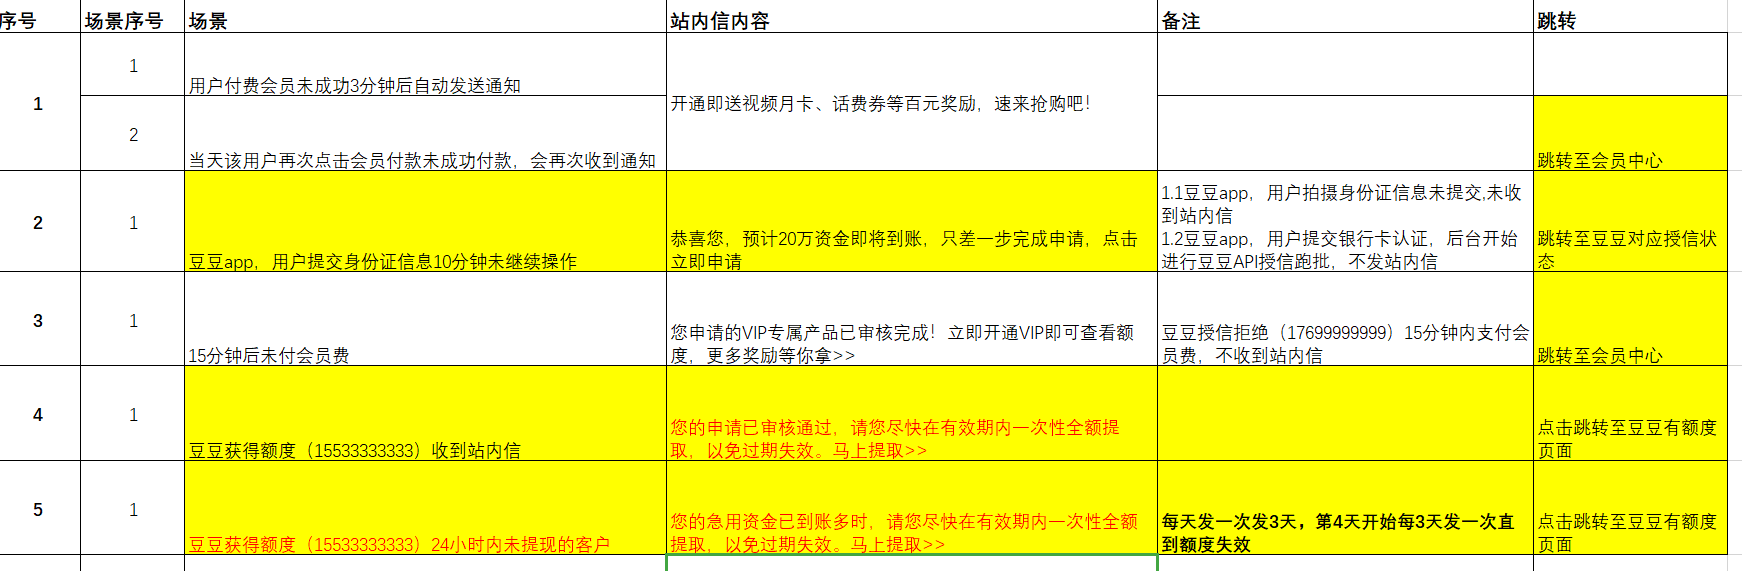 序号 场景序号 场景 站内信内容 备注 跳转
1
1
用户付费会员未成功3分钟后自动发送通知
开通即送视频月卡、话费券等百元奖励，速来抢购吧！
2
当天该用户再次点击会员付款未成功付款，会再次收到通知
跳转至会员中心
2
1
豆豆app，用户提交身份证信息10分钟未继续操作
恭喜您，预计20万资金即将到账，只差一步完成申请，点击
立即申请
1.1豆豆app，用户拍摄身份证信息未提交,未收
到站内信
1.2豆豆app，用户提交银行卡认证，后台开始
进行豆豆API授信跑批，不发站内信
跳转至豆豆对应授信状
态
3
1
15分钟后未付会员费
您申请的VIP专属产品已审核完成！立即开通VIP即可查看额
度，更多奖励等你拿>>
豆豆授信拒绝（17699999999）15分钟内支付会
员费，不收到站内信
跳转至会员中心
4
1
豆豆获得额度（15533333333）收到站内信
您的申请已审核通过，请您尽快在有效期内一次性全额提
取，以免过期失效。马上提取>>
点击跳转至豆豆有额度
页面
5
1
豆豆获得额度（15533333333）24小时内未提现的客户
您的急用资金已到账多时，请您尽快在有效期内一次性全额
提取，以免过期失效。马上提取>>
每天发一次发3天，第4天开始每3天发一次直
到额度失效
点击跳转至豆豆有额度
页面